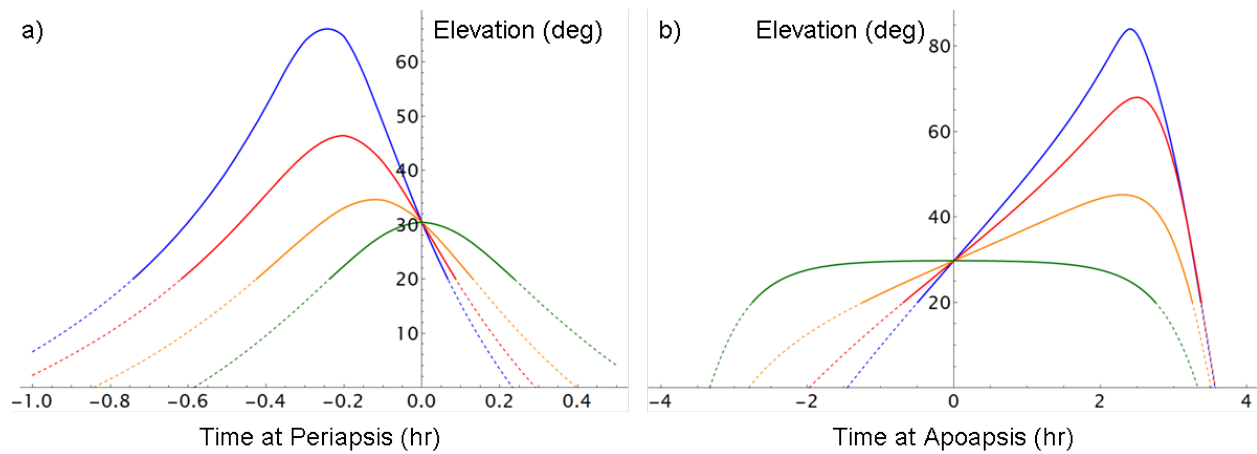 a)
Elevation (deg)
60
50
40
30
20
10
−1.0 −0.8 −0.6 −0.4 −0.2 0.0 0.2 0.4
Time at Periapsis (hr)
b)
Elevation (deg)
80
60
40
20
−4 −2 0 2 4
Time at Apoapsis (hr)